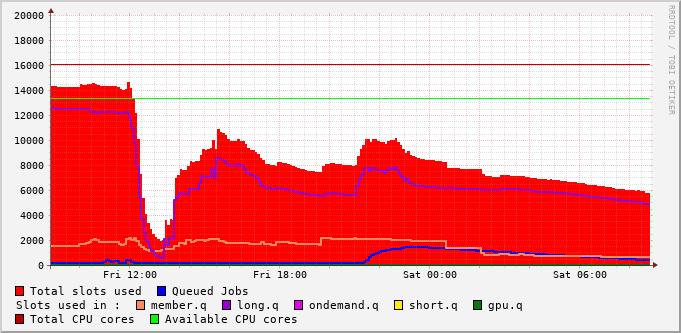 RRDTOOL / TOBI OETIKER
20000
18000
16000
14000
12000
10000
8000
6000
4000
2000
0
Fri 12:00 Fri 18:00 Sat 00:00 Sat 06:00
Total slots used Queued Jobs
Slots used in : member.q long.q ondemand.q short.q gpu.q
Total CPU cores Available CPU cores